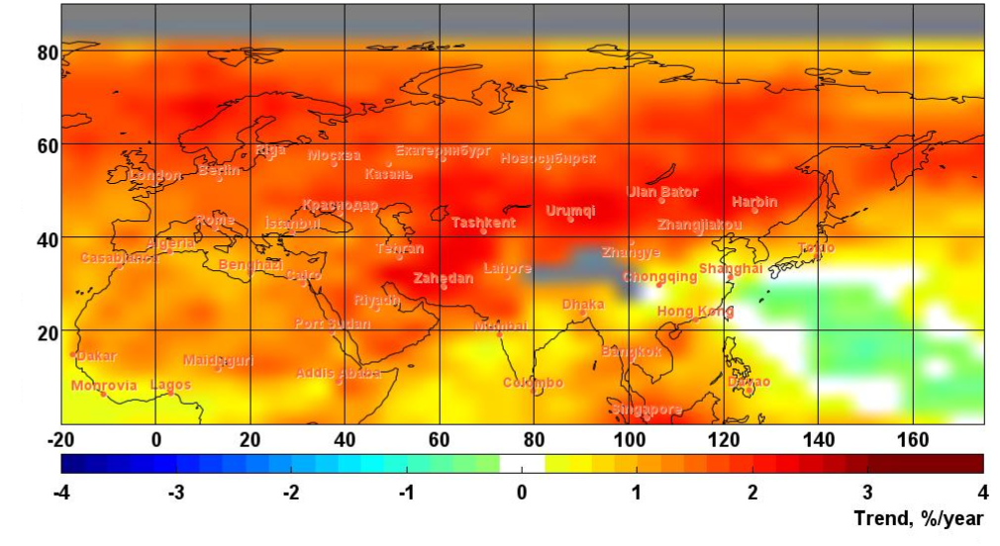 80
60
40
20
Riga
Москва
Екатеринбург
Новосибирск
London
Berlin
Казань
Ulan Bator
Краснодар
Urumqi
Harbin
Rome
İstanbul
Tashkent
Zhangjiakou
Algeria
Tehran
Zhangye
Tokio
Casablanca
Benghazi
Cairo
Zahedan
Lahore
Chongqing
Shanghai
Riyadh
Dhaka
Hong Kong
Port Sudan
Mumbai
Dakar
Maiduguri
Addis Ababa
Bangkok
Monrovia
Lagos
Colombo
Davao
Singapore
-20 0 20 40 60 80 100 120 140 160
-4 -3 -2 -1 0 1 2 3 4
Trend, %/year